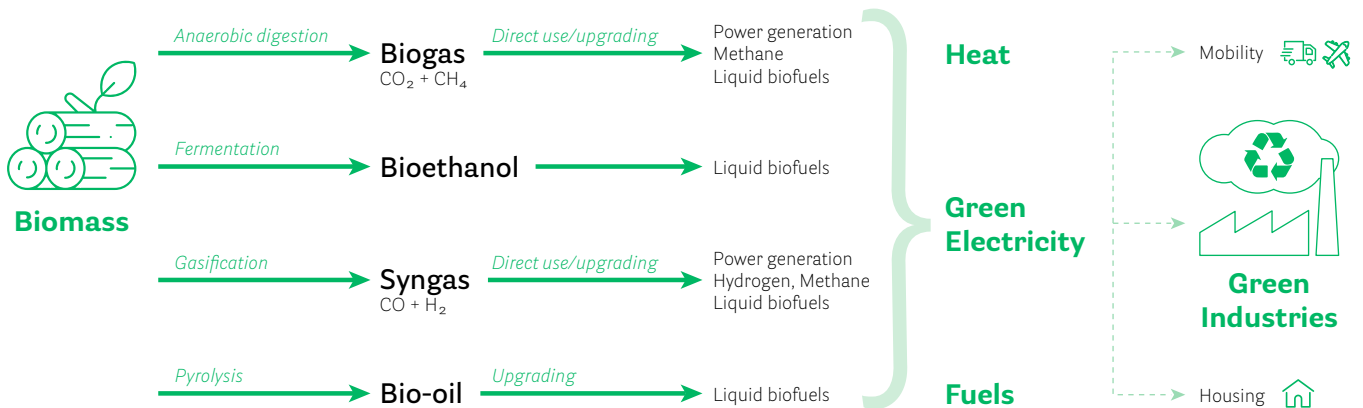 Biomass
Anaerobic digestion
Biogas
CO₂ + CH₄
Direct use/upgrading
Power generation
Methane
Liquid biofuels
Fermentation
Bioethanol
Liquid biofuels
Gasification
Syngas
CO + H₂
Direct use/upgrading
Power generation
Hydrogen, Methane
Liquid biofuels
Pyrolysis
Bio-oil
Upgrading
Liquid biofuels
Heat
Green
Electricity
Fuels
Mobility
Green
Industries
Housing